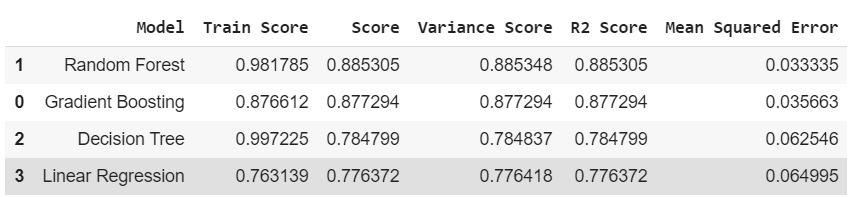 Model Train Score Score Variance Score R2 Score Mean Squared Error
1 Random Forest 0.981785 0.885305 0.885348 0.885305 0.033335
0 Gradient Boosting 0.876612 0.877294 0.877294 0.877294 0.035663
2 Decision Tree 0.997225 0.784799 0.784837 0.784799 0.062546
3 Linear Regression 0.763139 0.776372 0.776418 0.776372 0.064995